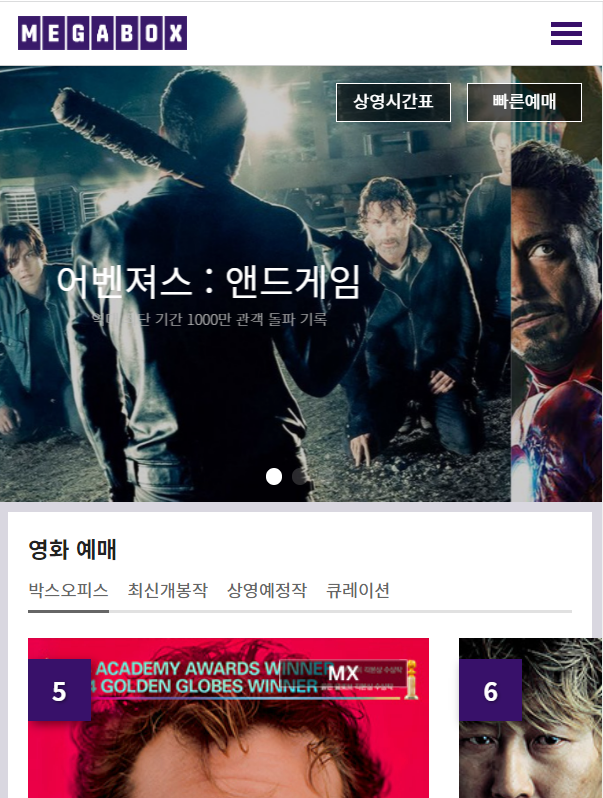 MEGABOX
상영시간표 빠른예매
어벤져스 : 앤드게임
단 기간 1000만 관객 돌파 기록
영화 예매
박스오피스 최신개봉작 상영예정작 큐레이션
ACADEMY AWARDS WINNER MX
GOLDEN GLOBES WINNER
5
6